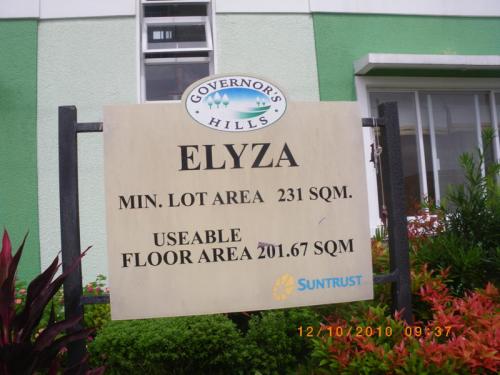 GOVERNOR'S
HILLS
ELYZA
MIN. LOT AREA 231 SQM.
USEABLE
FLOOR AREA 201.67 SQM
SUNTRUST
12/10/2010 09:37